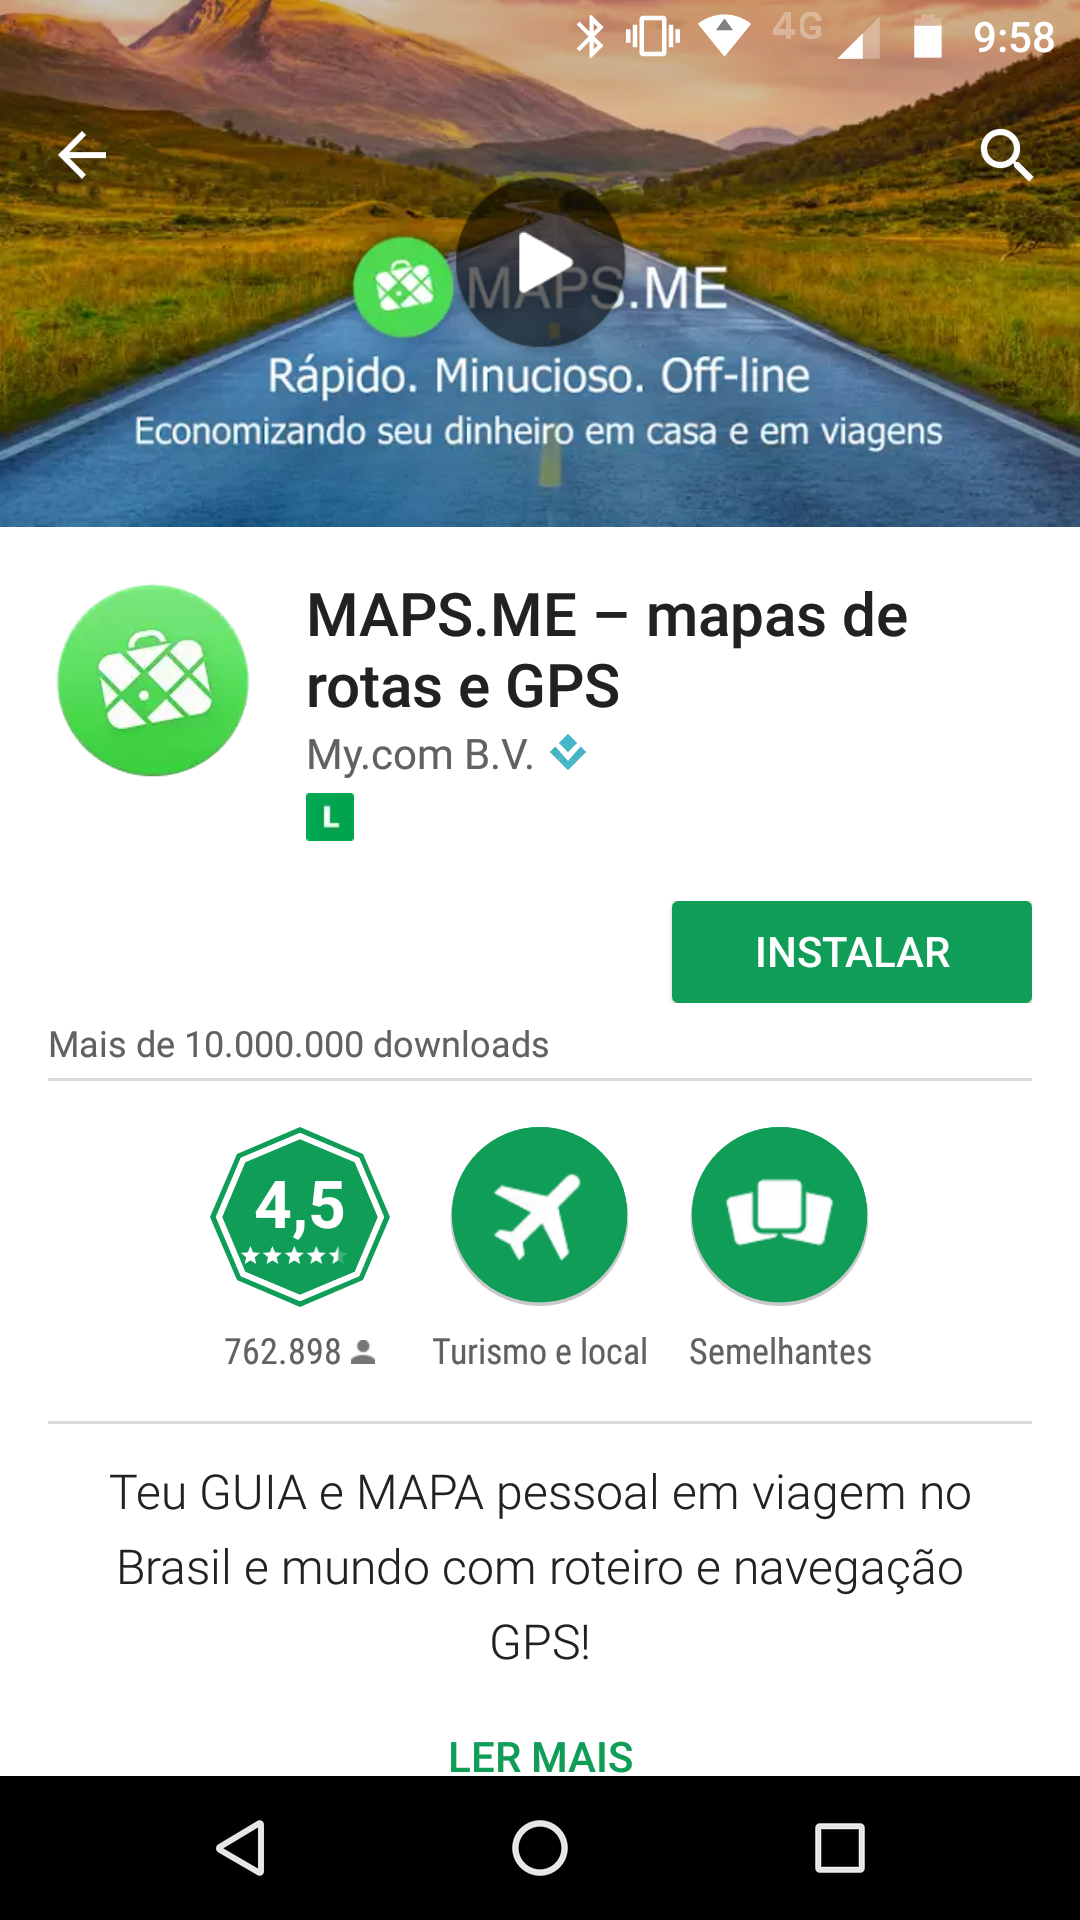 4G 9:58
MAPS.ME
Rápido. Minucioso. Off-line
Economizando seu dinheiro em casa e em viagens
MAPS.ME – mapas de
rotas e GPS
My.com B.V.
L
INSTALAR
Mais de 10.000.000 downloads
4,5
762.898
Turismo e local
Semelhantes
Teu GUIA e MAPA pessoal em viagem no
Brasil e mundo com roteiro e navegação
GPS!
LER MAIS